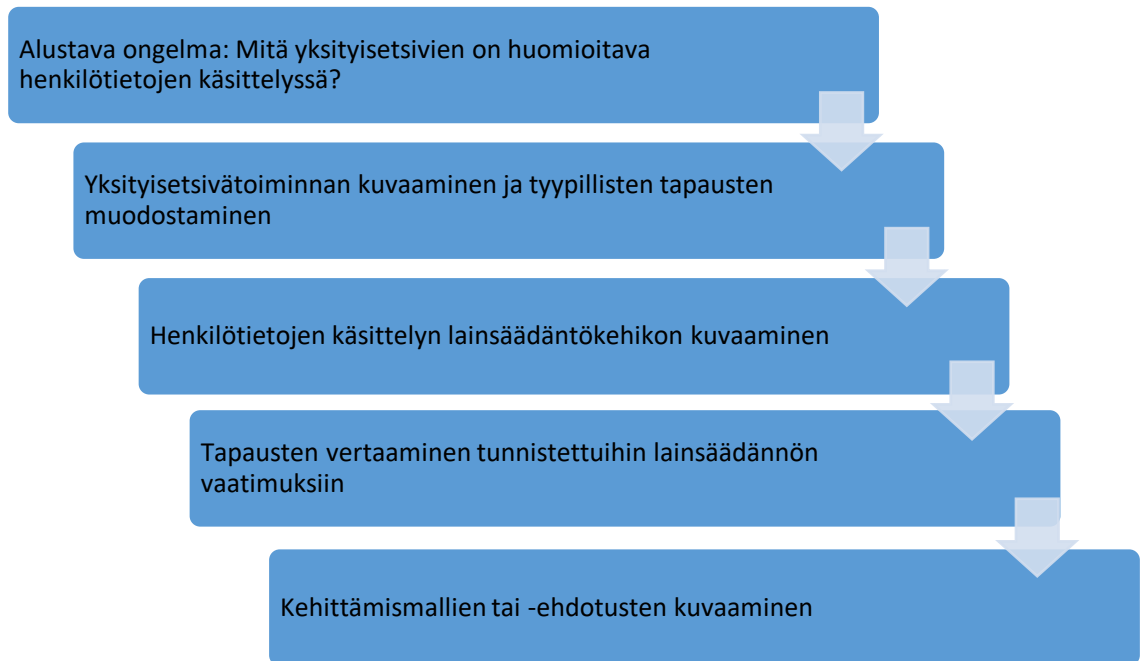 Alustava ongelma: Mitä yksityisetsivien on huomioitava
henkilötietojen käsittelyssä?
Yksityisetsivätoiminnan kuvaaminen ja tyypillisten tapausten
muodostaminen
Henkilötietojen käsittelyn lainsäädäntökehikon kuvaaminen
Tapausten vertaaminen tunnistettuihin lainsäädännön
vaatimuksiin
Kehittämismallien tai -ehdotusten kuvaaminen